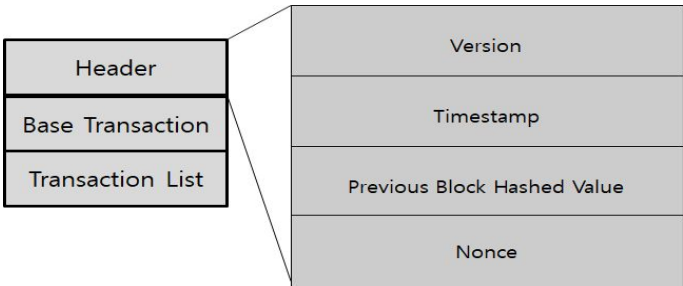 Header
Base Transaction
Transaction List
Version
Timestamp
Previous Block Hashed Value
Nonce